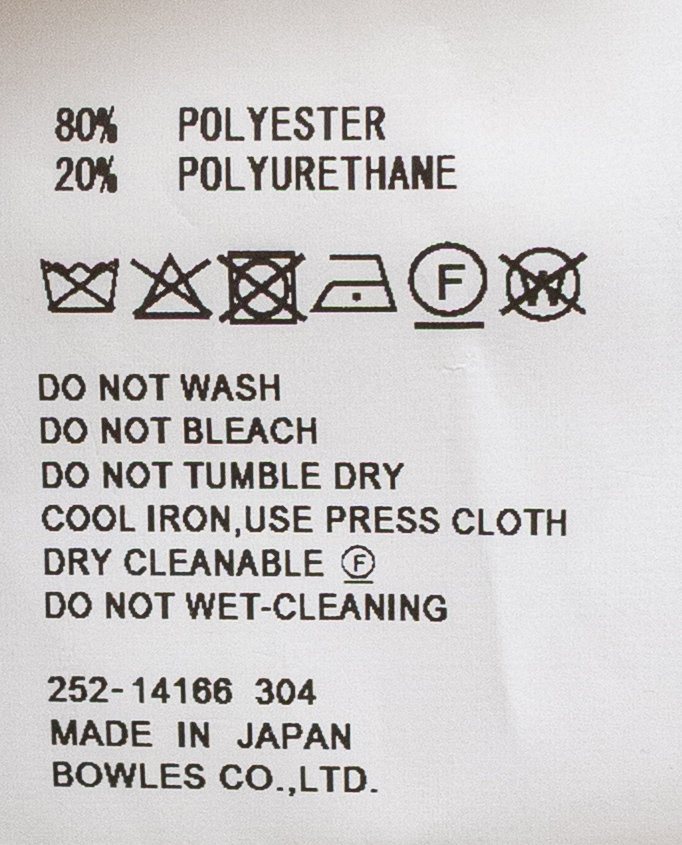 80% POLYESTER
20% POLYURETHANE
F W
DO NOT WASH
DO NOT BLEACH
DO NOT TUMBLE DRY
COOL IRON,USE PRESS CLOTH
DRY CLEANABLE Ⓕ
DO NOT WET-CLEANING
252-14166 304
MADE IN JAPAN
BOWLES CO.,LTD.